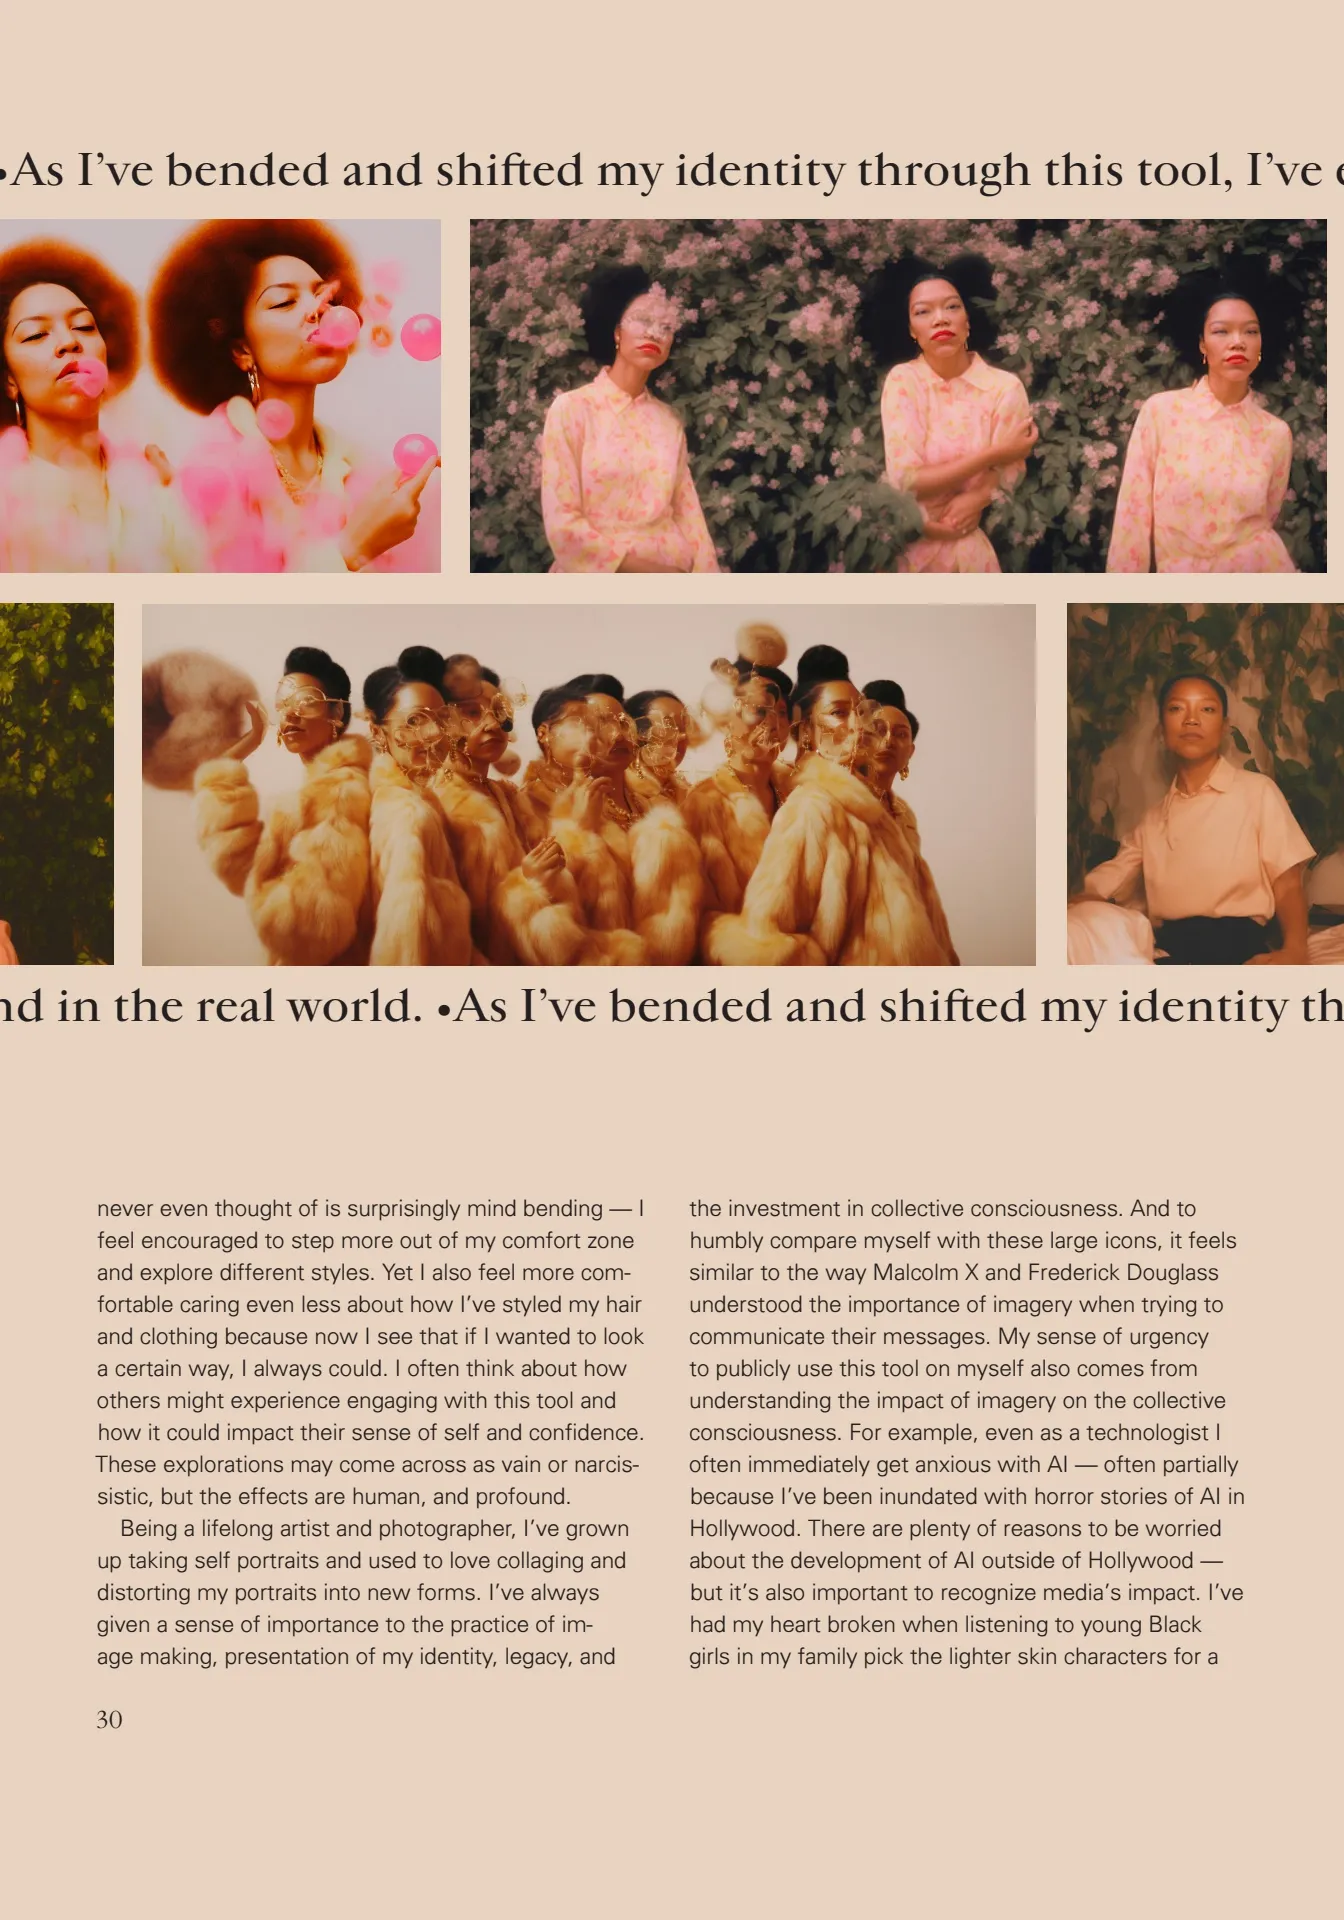 •As I’ve bended and shifted my identity through this tool, I’ve
in the real world. •As I’ve bended and shifted my identity
never even thought of is surprisingly mind bending — I
feel encouraged to step more out of my comfort zone
and explore different styles. Yet I also feel more com-
fortable caring even less about how I’ve styled my hair
and clothing because now I see that if I wanted to look
a certain way, I always could. I often think about how
others might experience engaging with this tool and
how it could impact their sense of self and confidence.
These explorations may come across as vain or narcis-
sistic, but the effects are human, and profound.
Being a lifelong artist and photographer, I’ve grown
up taking self portraits and used to love collaging and
distorting my portraits into new forms. I’ve always
given a sense of importance to the practice of im-
age making, presentation of my identity, legacy, and
the investment in collective consciousness. And to
humbly compare myself with these large icons, it feels
similar to the way Malcolm X and Frederick Douglass
understood the importance of imagery when trying to
communicate their messages. My sense of urgency
to publicly use this tool on myself also comes from
understanding the impact of imagery on the collective
consciousness. For example, even as a technologist I
often immediately get anxious with AI — often partially
because I’ve been inundated with horror stories of AI in
Hollywood. There are plenty of reasons to be worried
about the development of AI outside of Hollywood —
but it’s also important to recognize media’s impact. I’ve
had my heart broken when listening to young Black
girls in my family pick the lighter skin characters for a
30